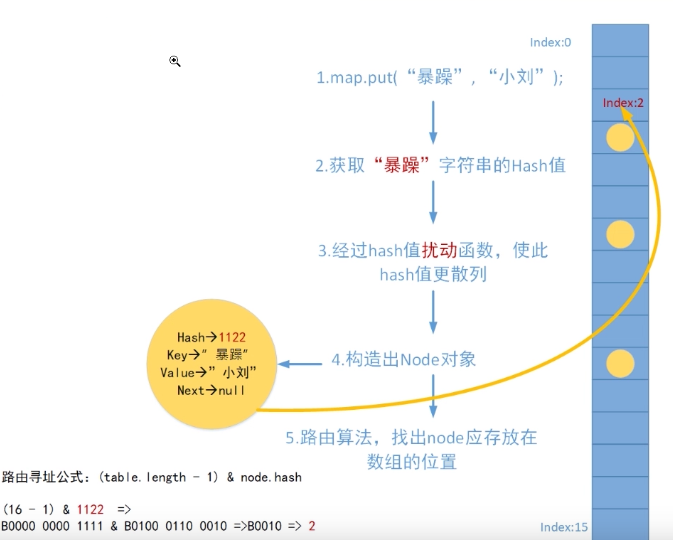 Index:0
1.map.put(“暴躁”, “小刘”);
Index:2
2.获取“暴躁”字符串的Hash值
3.经过hash值扰动函数，使此
hash值更散列
Hash→1122
Key→”暴躁”
Value→”小刘”
Next→null
4.构造出Node对象
5.路由算法，找出node应存放在
数组的位置
路由寻址公式：(table.length - 1) & node.hash
(16 - 1) & 1122 =>
B0000 0000 1111 & B0100 0110 0010 =>B0010 => 2
Index:15